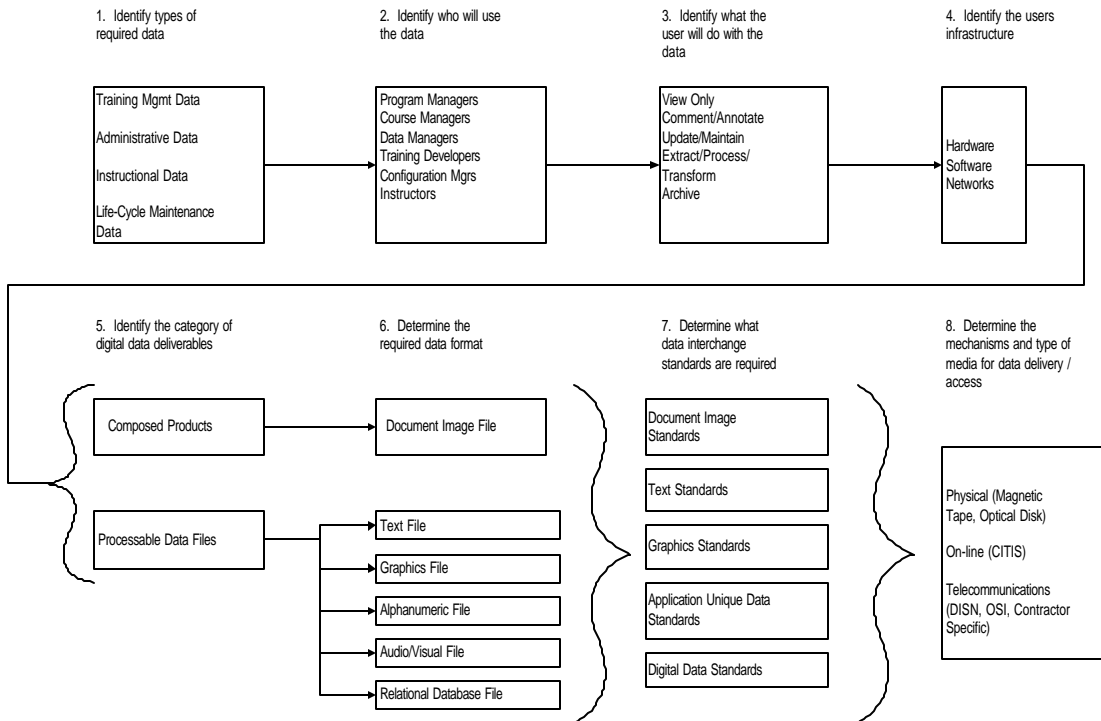 1. Identify types of
required data
2. Identify who will use
the data
3. Identify what the
user will do with the
data
4. Identify the users
infrastructure
Training Mgmt Data
Administrative Data
Instructional Data
Life-Cycle Maintenance
Data
Program Managers
Course Managers
Data Managers
Training Developers
Configuration Mgrs
Instructors
View Only
Comment/Annotate
Update/Maintain
Extract/Process/
Transform
Archive
Hardware
Software
Networks
5. Identify the category of
digital data deliverables
6. Determine the
required data format
7. Determine what
data interchange
standards are required
8. Determine the
mechanisms and type of
media for data delivery /
access
Composed Products
Processable Data Files
Document Image File
Text File
Graphics File
Alphanumeric File
Audio/Visual File
Relational Database File
Document Image
Standards
Text Standards
Graphics Standards
Application Unique Data
Standards
Digital Data Standards
Physical (Magnetic
Tape, Optical Disk)
On-line (CITIS)
Telecommunications
(DISN, OSI, Contractor
Specific)